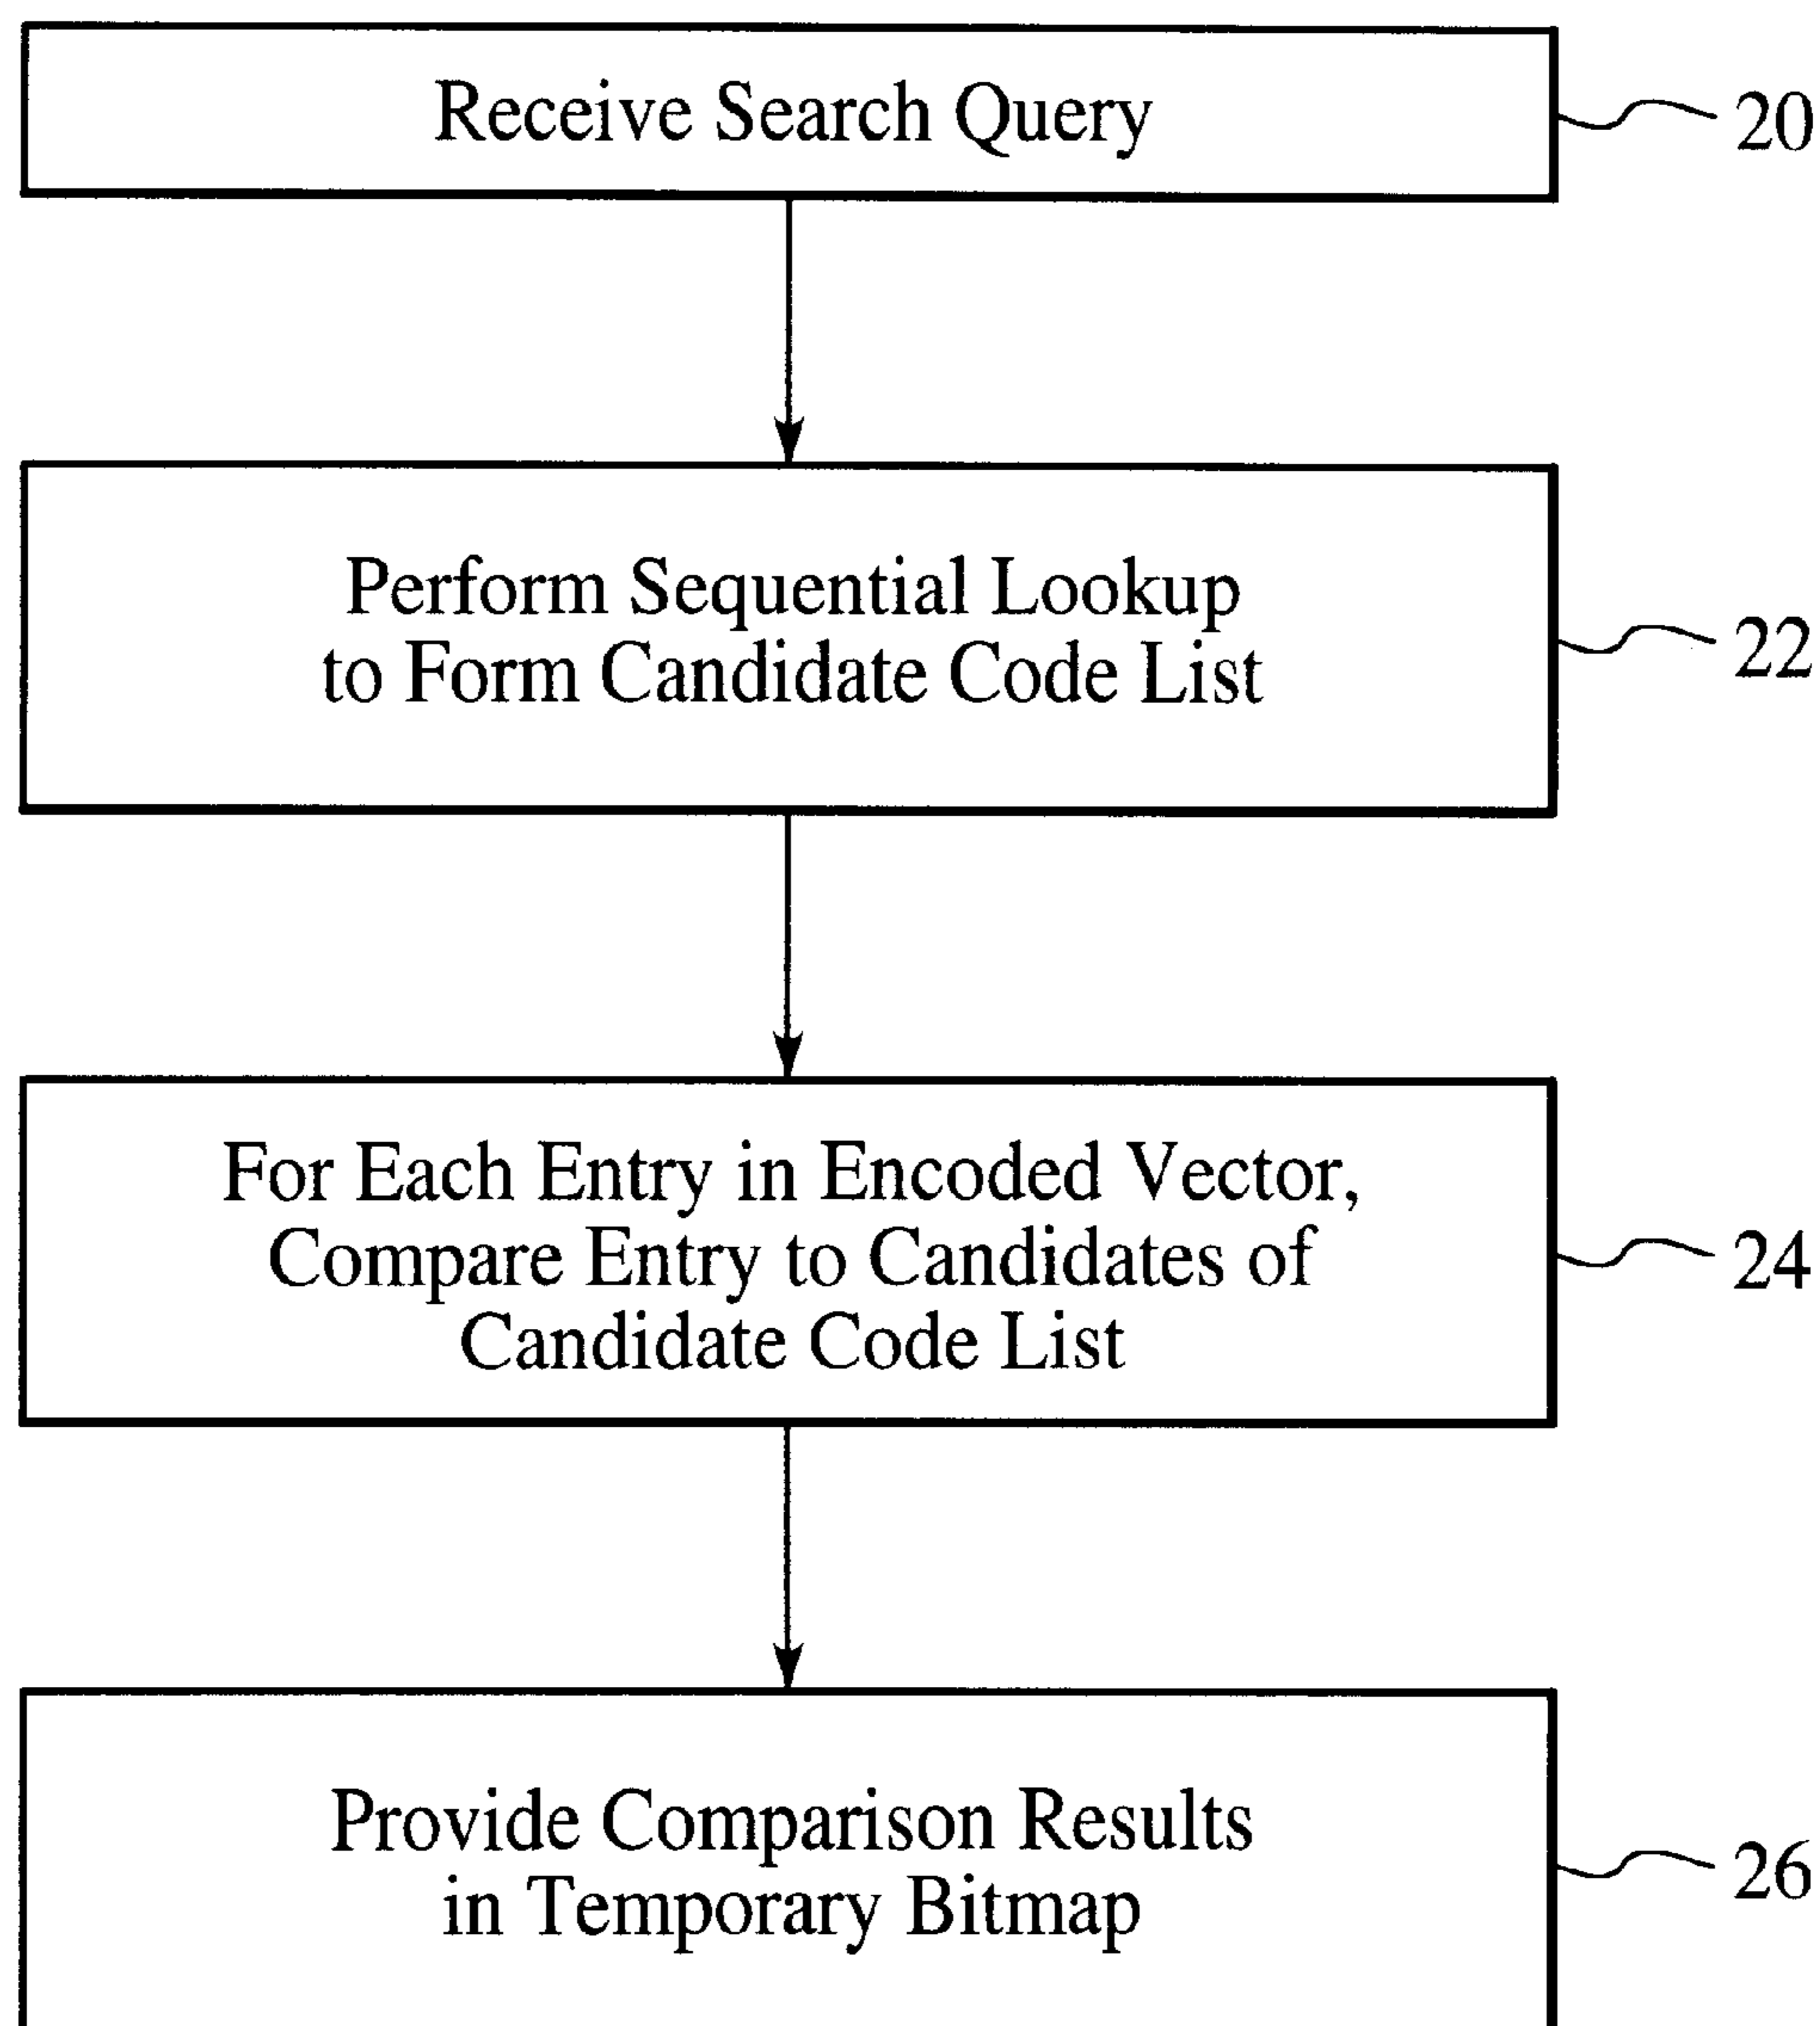 Receive Search Query
20
Perform Sequential Lookup
to Form Candidate Code List
22
For Each Entry in Encoded Vector,
Compare Entry to Candidates of
Candidate Code List
24
Provide Comparison Results
in Temporary Bitmap
26